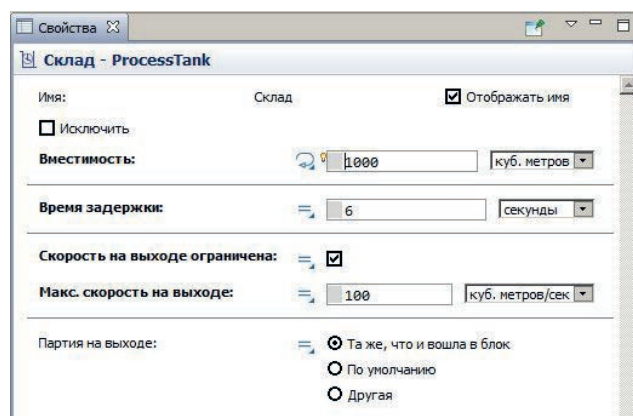 Свойства
Склад - ProcessTank
Имя: Склад Отображать имя
Исключить
Вместимость: 1000 куб. метров
Время задержки: 6 секунды
Скорость на выходе ограничена:
Макс. скорость на выходе: 100 куб. метров/сек
Партия на выходе: Та же, что и вошла в блок
По умолчанию
Другая